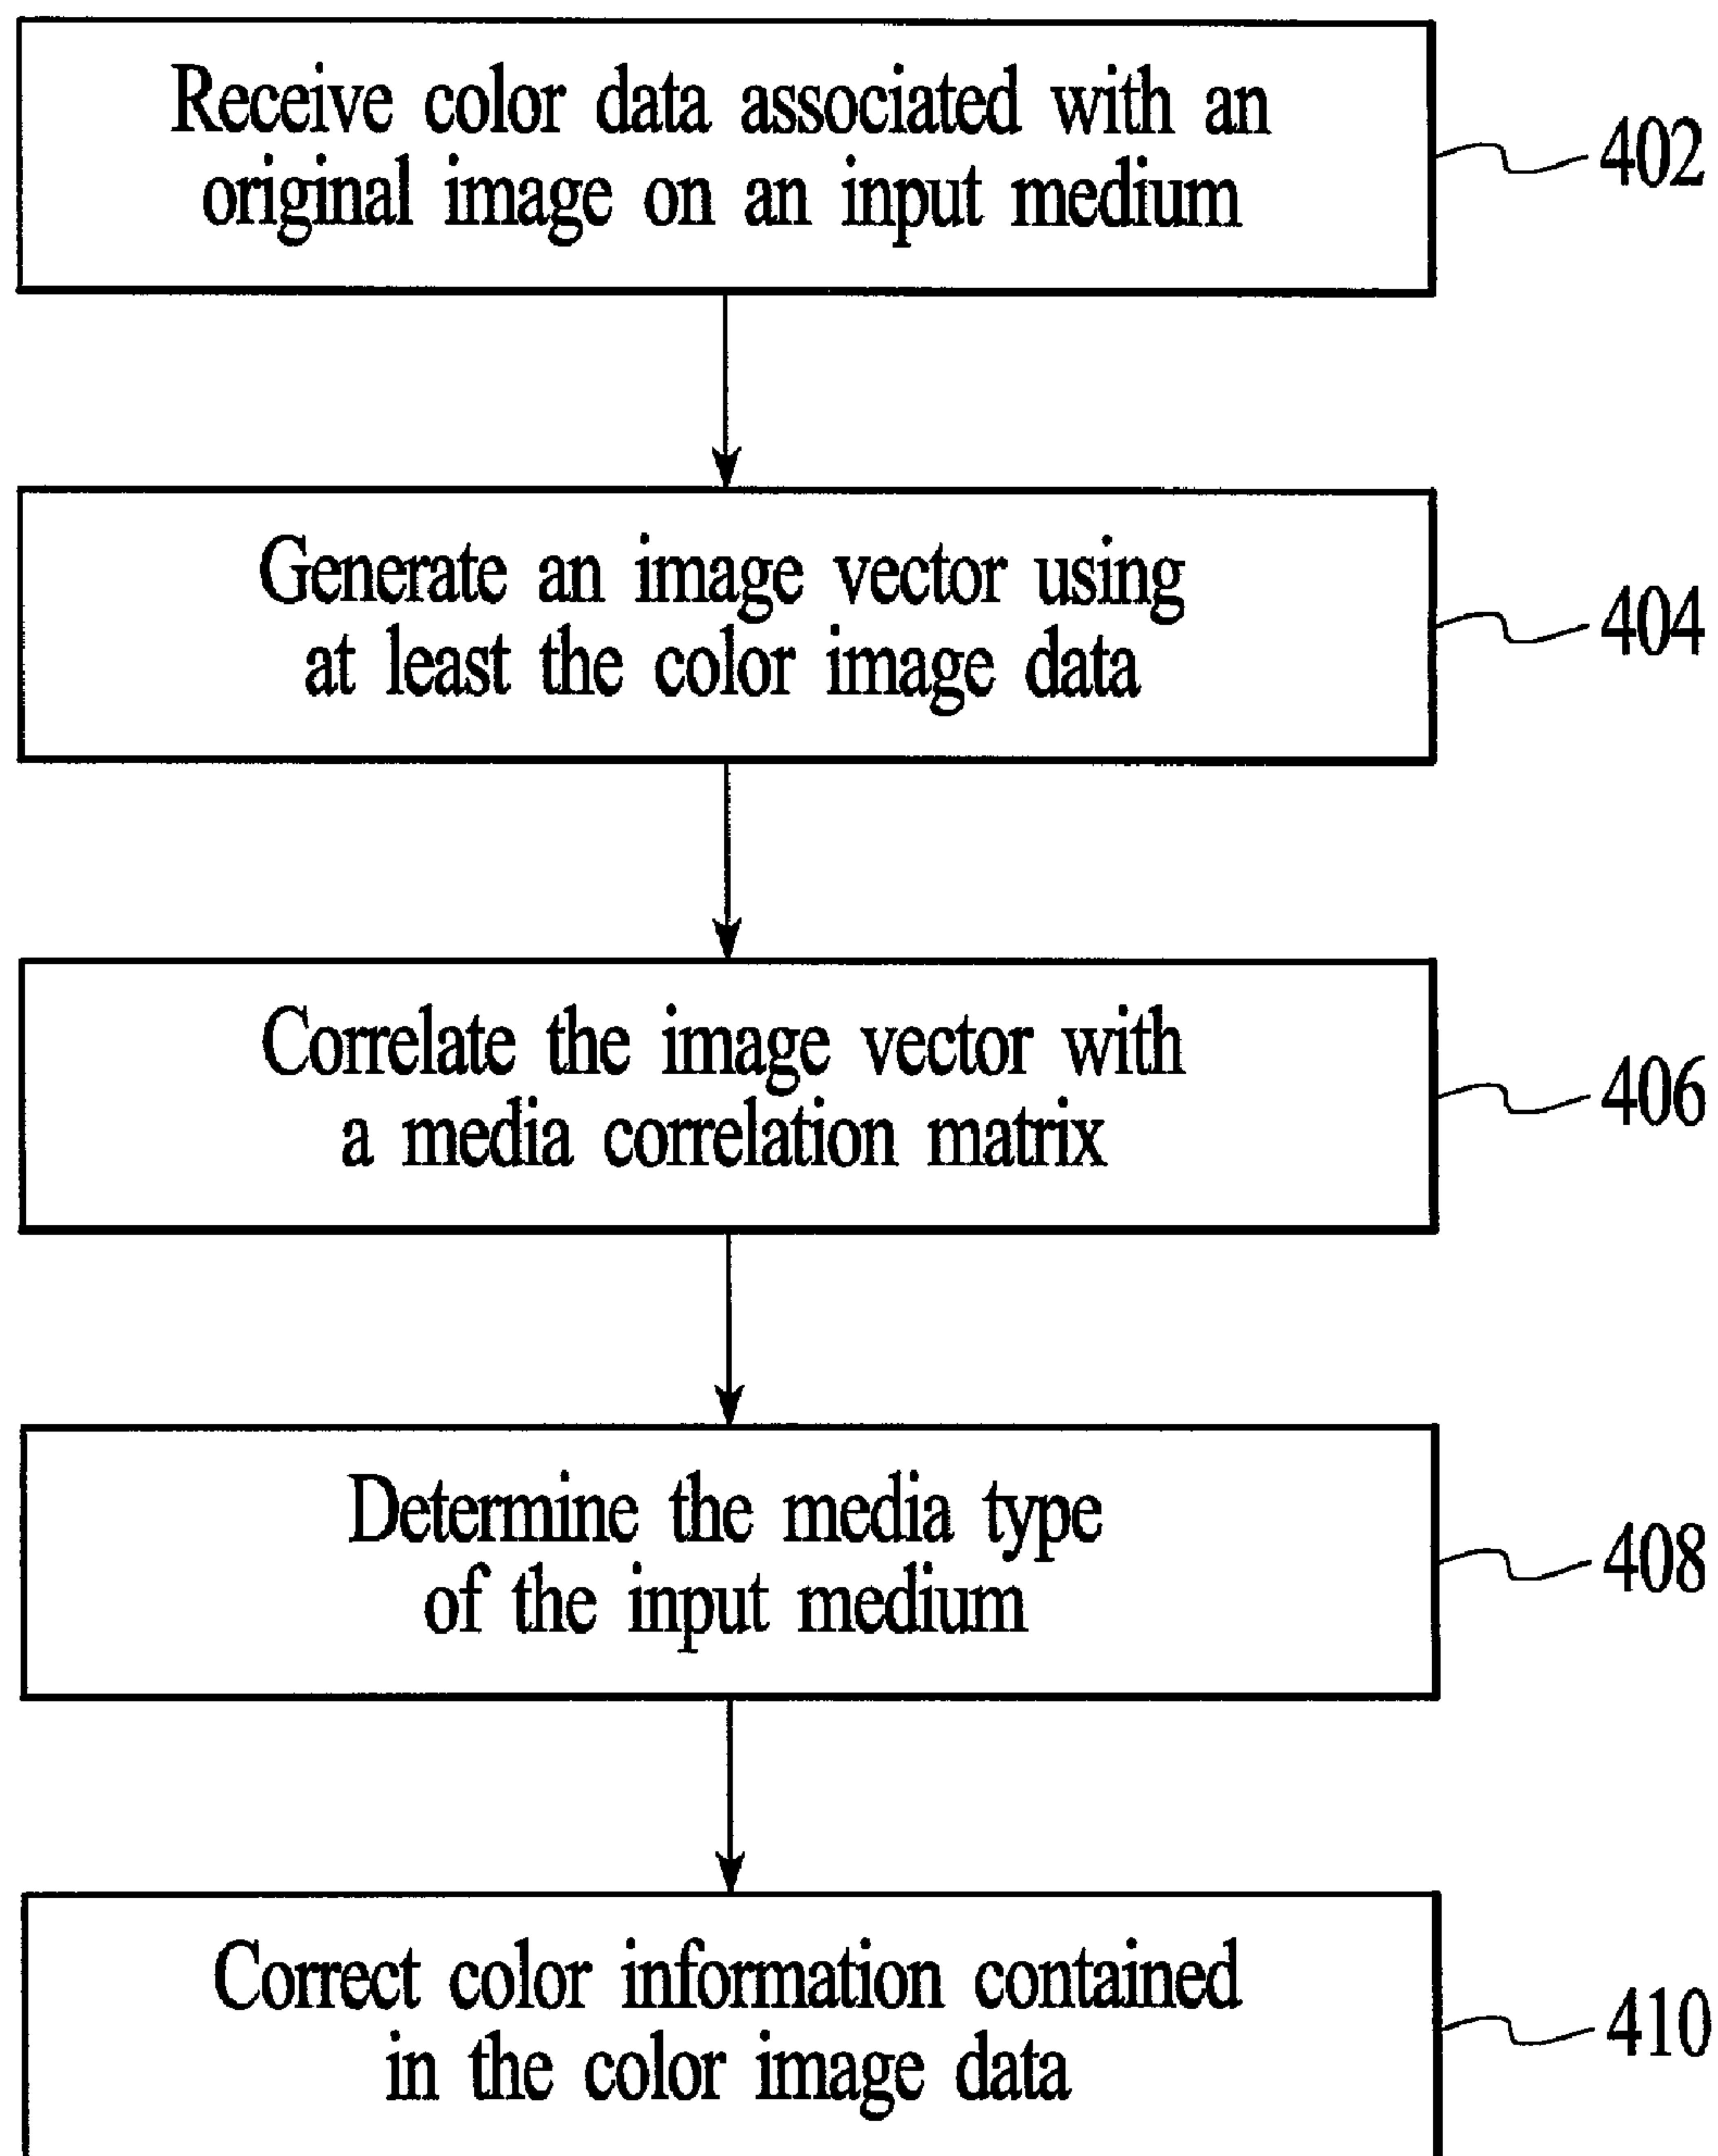 Receive color data associated with an
original image on an input medium
402
Generate an image vector using
at least the color image data
404
Correlate the image vector with
a media correlation matrix
406
Determine the media type
of the input medium
408
Correct color information contained
in the color image data
410